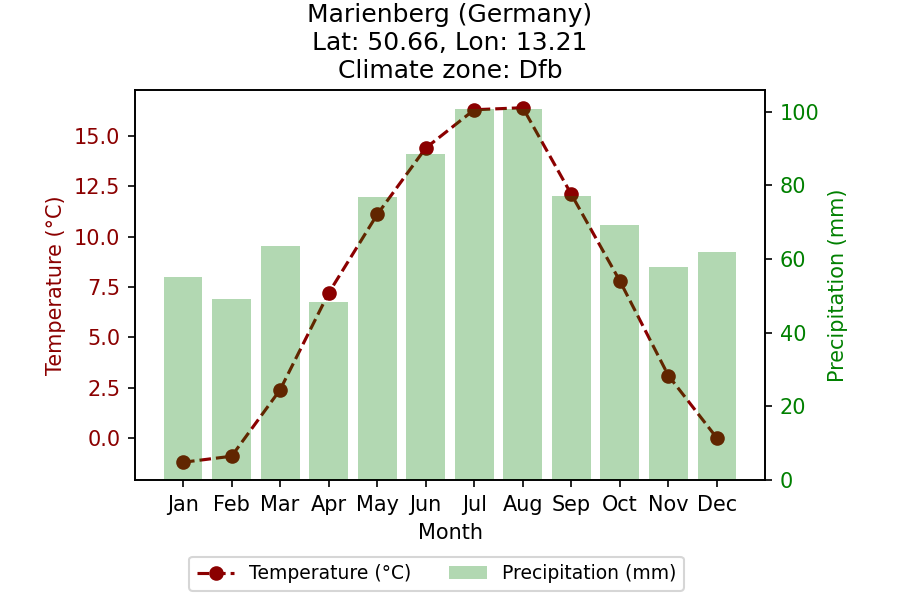 Marienberg (Germany)
Lat: 50.66, Lon: 13.21
Climate zone: Dfb
Temperature (°C)
15.0
12.5
10.0
7.5
5.0
2.5
0.0
100
80
60
40
20
0
Precipitation (mm)
Jan Feb Mar Apr May Jun Jul Aug Sep Oct Nov Dec
Month
Temperature (°C) Precipitation (mm)